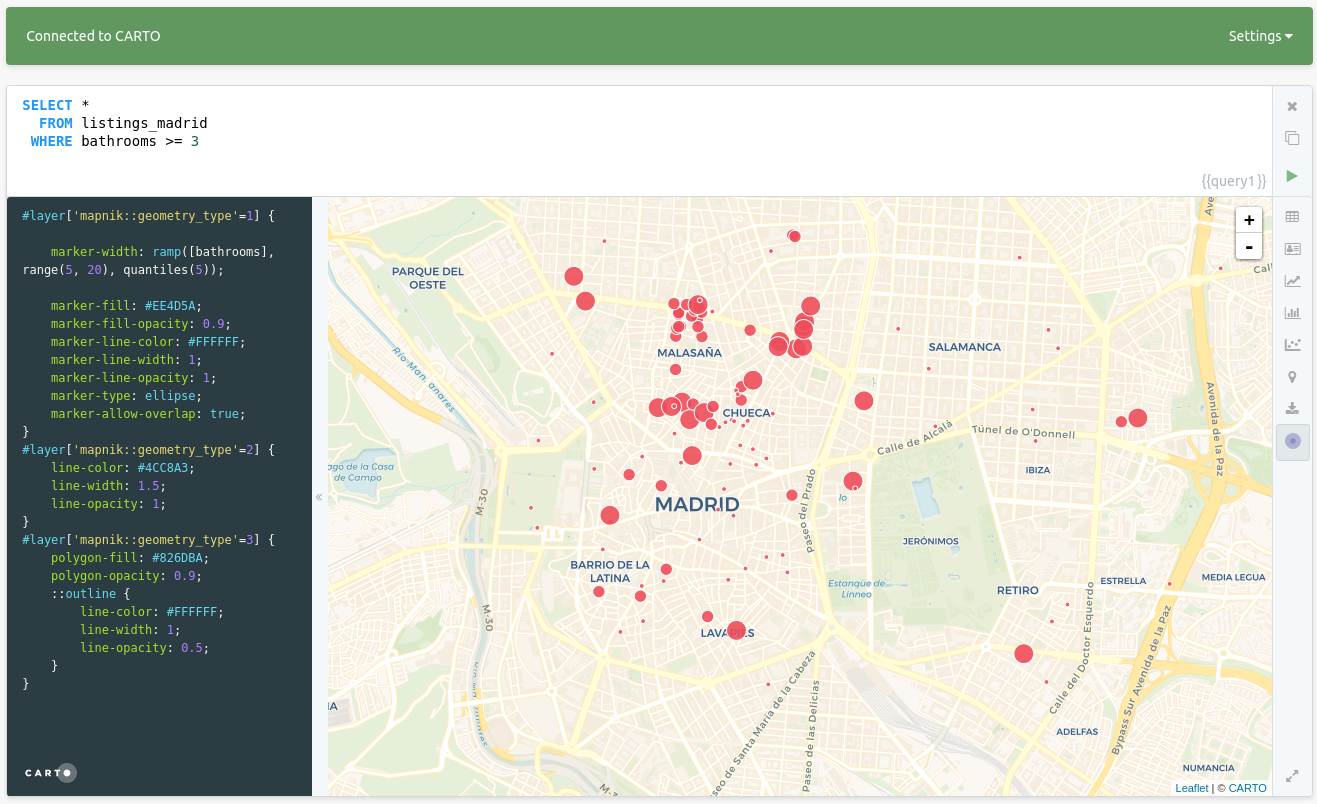 Connected to CARTO
Settings
SELECT *
FROM listings_madrid
WHERE bathrooms >= 3
{{query1}}
#layer['mapnik::geometry_type'=1] {
marker-width: ramp([bathrooms],
range(5, 20), quantiles(5));
marker-fill: #EE4D5A;
marker-fill-opacity: 0.9;
marker-line-color: #FFFFFF;
marker-line-width: 1;
marker-line-opacity: 1;
marker-type: ellipse;
marker-allow-overlap: true;
}
#layer['mapnik::geometry_type'=2] {
line-color: #4CC8A3;
line-width: 1.5;
line-opacity: 1;
}
#layer['mapnik::geometry_type'=3] {
polygon-fill: #826DBA;
polygon-opacity: 0.9;
::outline {
line-color: #FFFFFF;
line-width: 1;
line-opacity: 0.5;
}
}
CARTO
«
+
-
Ave
Call
PARQUE DEL
OESTE
MALASAÑA
SALAMANCA
CHUECA
Avenida de la Paz
Calle de Alcalá
Túnel de O'Donnell
ago de la Casa
de Campo
IBIZA
M-30
MADRID
Paseo del Prado
lo
JERÓNIMOS
BARRIO DE LA
LATINA
Estanque de
Linneo
RETIRO
ESTRELLA
MEDIA LEGUA
M-30
LAVAPIÉS
Calle del Doctor Esquerdo
Bypass Sur Avenida de la Paz
seo de Santa María de la Cabeza
Paseo de las Delicias
ADELFAS
NUMANCIA
Leaflet | © CARTO